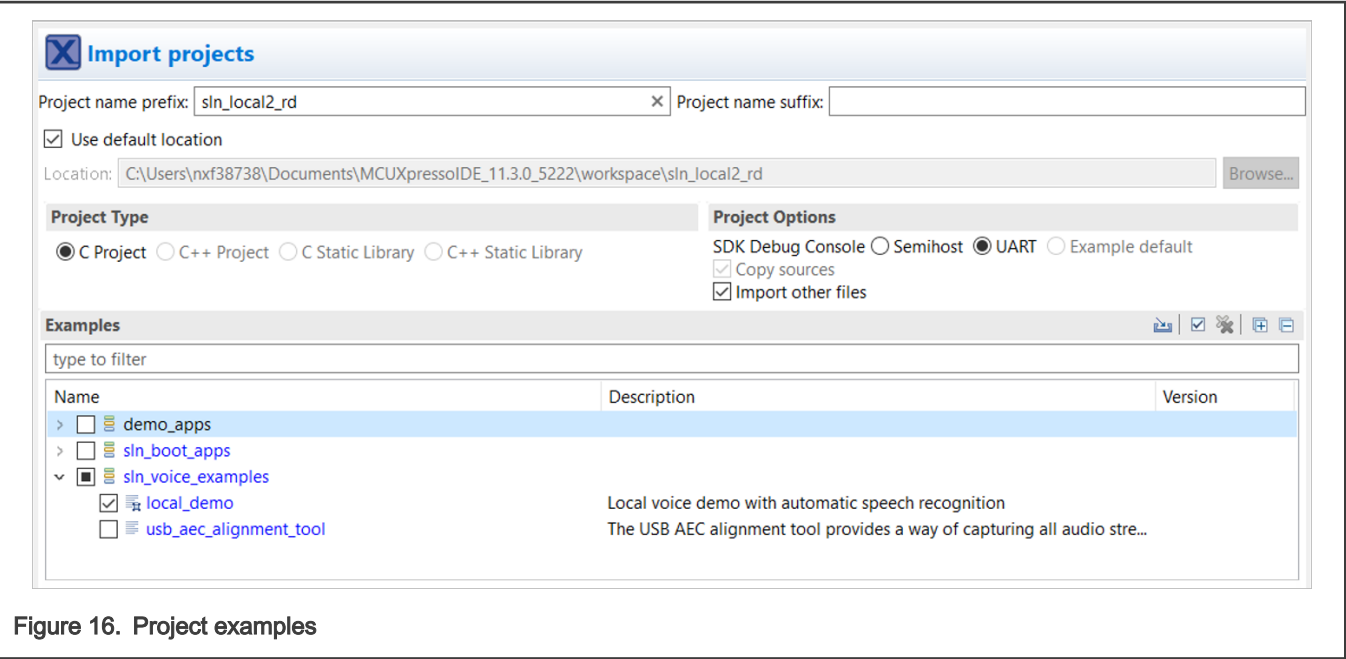 Import projects
Project name prefix: sln_local2_rd Project name suffix:
Use default location
Location: C:\Users\nxf38738\Documents\MCUXpressoIDE_11.3.0_5222\workspace\sln_local2_rd Browse...
Project Type Project Options
C Project C++ Project C Static Library C++ Static Library SDK Debug Console Semihost UART Example default
Copy sources
Import other files
Examples
type to filter
Name Description Version
demo_apps
sln_boot_apps
sln_voice_examples
local_demo Local voice demo with automatic speech recognition
usb_aec_alignment_tool The USB AEC alignment tool provides a way of capturing all audio stre...
Figure 16. Project examples